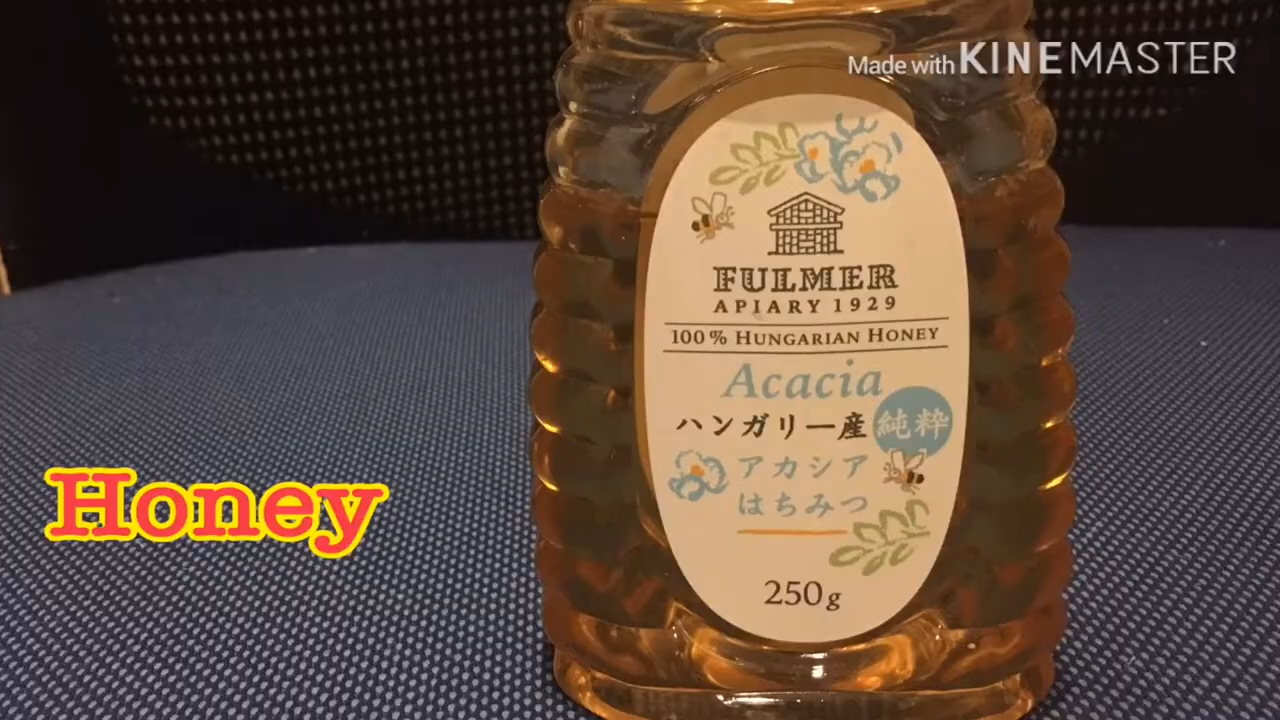 Made with KINEMASTER
FULMER
APIARY 1929
100% HUNGARIAN HONEY
Acacia
ハンガリー産 純粋
アカシア
はちみつ
250g
Honey